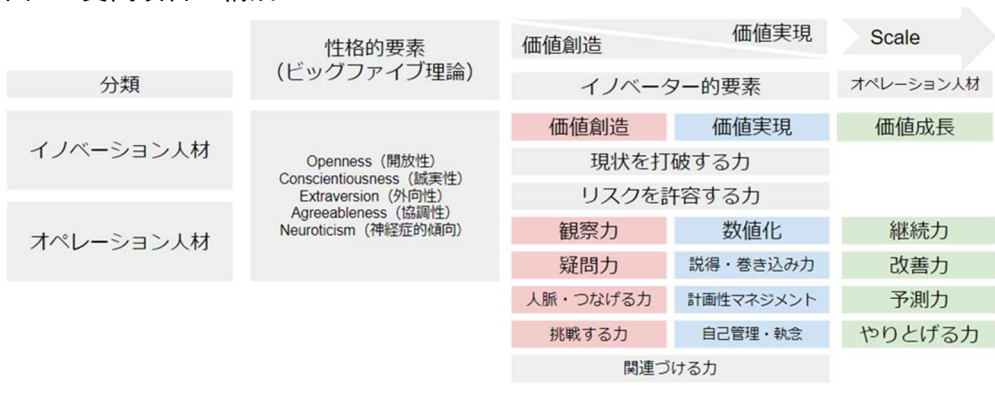 分類
イノベーション人材
オペレーション人材
性格的要素
（ビッグファイブ理論）
Openness（開放性）
Conscientiousness（誠実性）
Extraversion（外向性）
Agreeableness（協調性）
Neuroticism（神経症的傾向）
価値創造
価値実現
Scale
イノベーター的要素
オペレーション人材
価値創造
価値実現
価値成長
現状を打破する力
リスクを許容する力
観察力
数値化
継続力
疑問力
説得・巻き込み力
改善力
人脈・つなげる力
計画性マネジメント
予測力
挑戦する力
自己管理・執念
やりとげる力
関連づける力